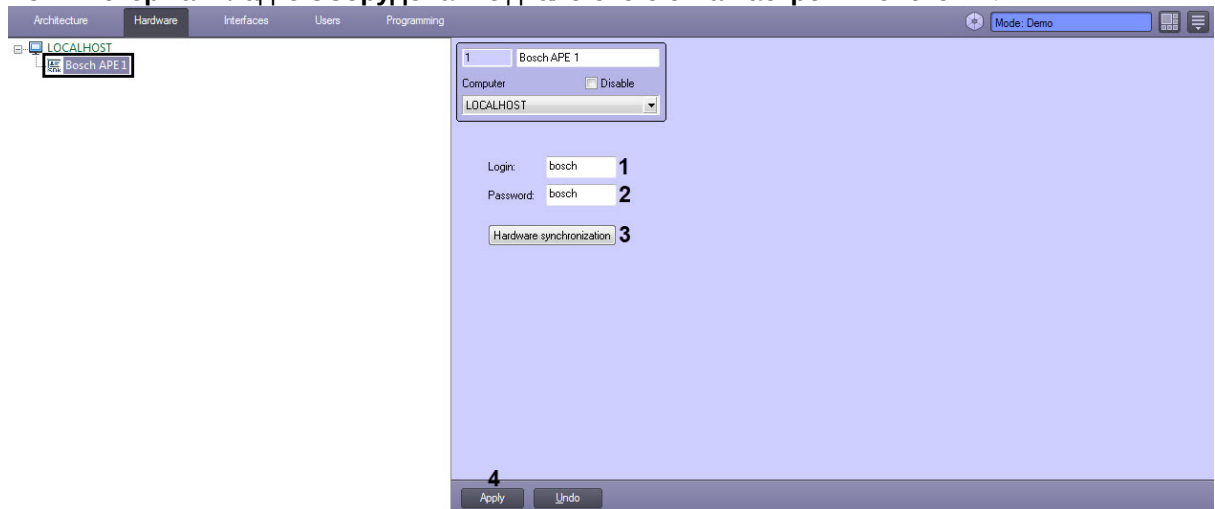 Architecture Hardware Interfaces Users Programming Mode: Demo
LOCALHOST
Bosch APE 1
1 Bosch APE 1
Computer Disable
LOCALHOST
Login: bosch 1
Password: bosch 2
Hardware synchronization 3
4
Apply Undo